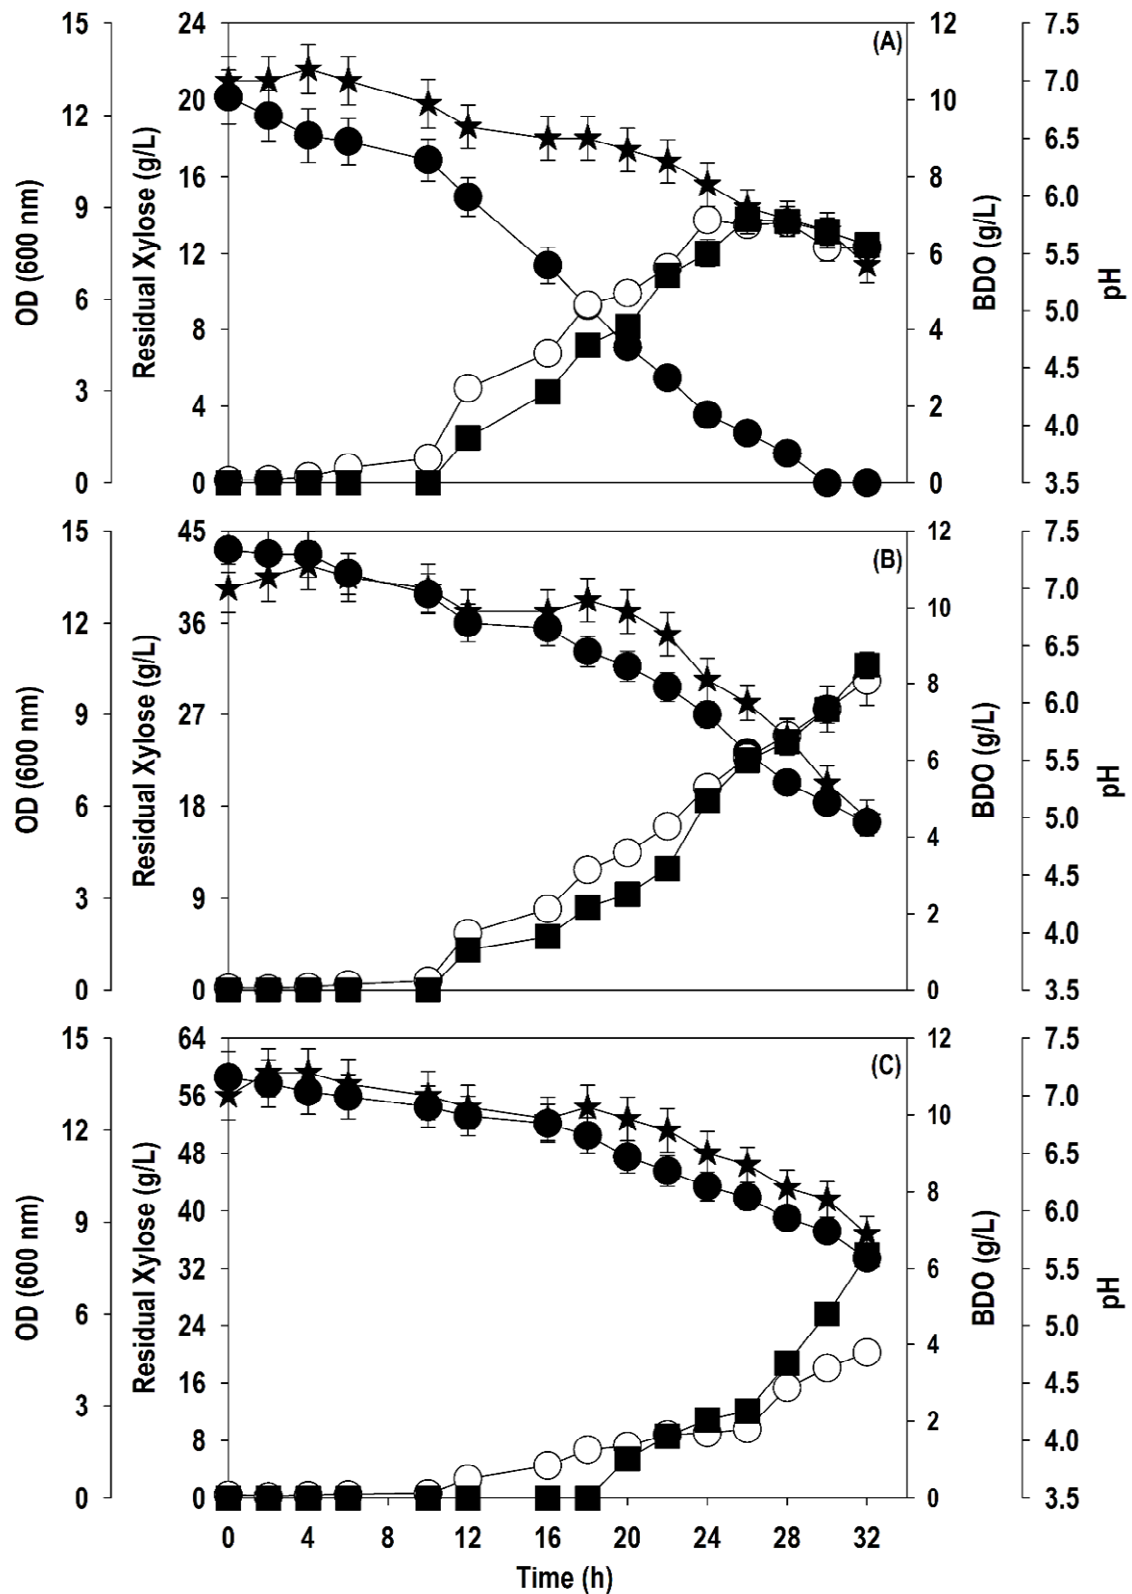 15 24 (A) 12 7.5
12 20 10 7.0
9 16 8 6.5
6 12 6 6.0
3 8 4 5.5
0 4 2 5.0
0 0 4.5
4.0
3.5
OD (600 nm)
Residual Xylose (g/L)
BDO (g/L)
pH
15 45 (B) 12 7.5
12 36 10 7.0
9 27 8 6.5
6 18 6 6.0
3 9 4 5.5
0 0 2 5.0
0 4.5
4.0
3.5
OD (600 nm)
Residual Xylose (g/L)
BDO (g/L)
pH
15 64 (C) 12 7.5
12 56 10 7.0
9 48 8 6.5
6 40 6 6.0
3 32 4 5.5
0 24 2 5.0
16 0 4.5
8 4.0
0 3.5
OD (600 nm)
Residual Xylose (g/L)
BDO (g/L)
pH
0 4 8 12 16 20 24 28 32
Time (h)